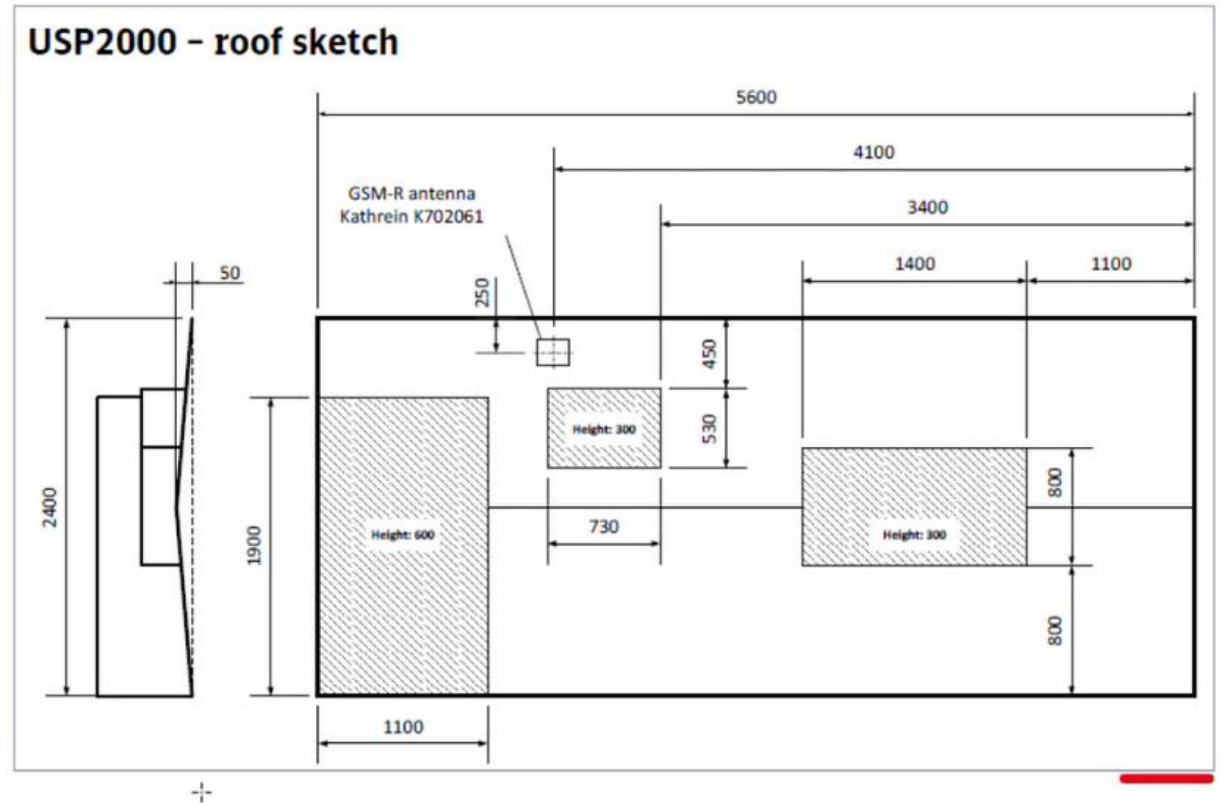 USP2000 – roof sketch
5600
4100
GSM-R antenna
Kathrein K702061
3400
1400
1100
50
250
450
Height: 300
530
2400
1900
Height: 600
730
Height: 300
800
800
1100